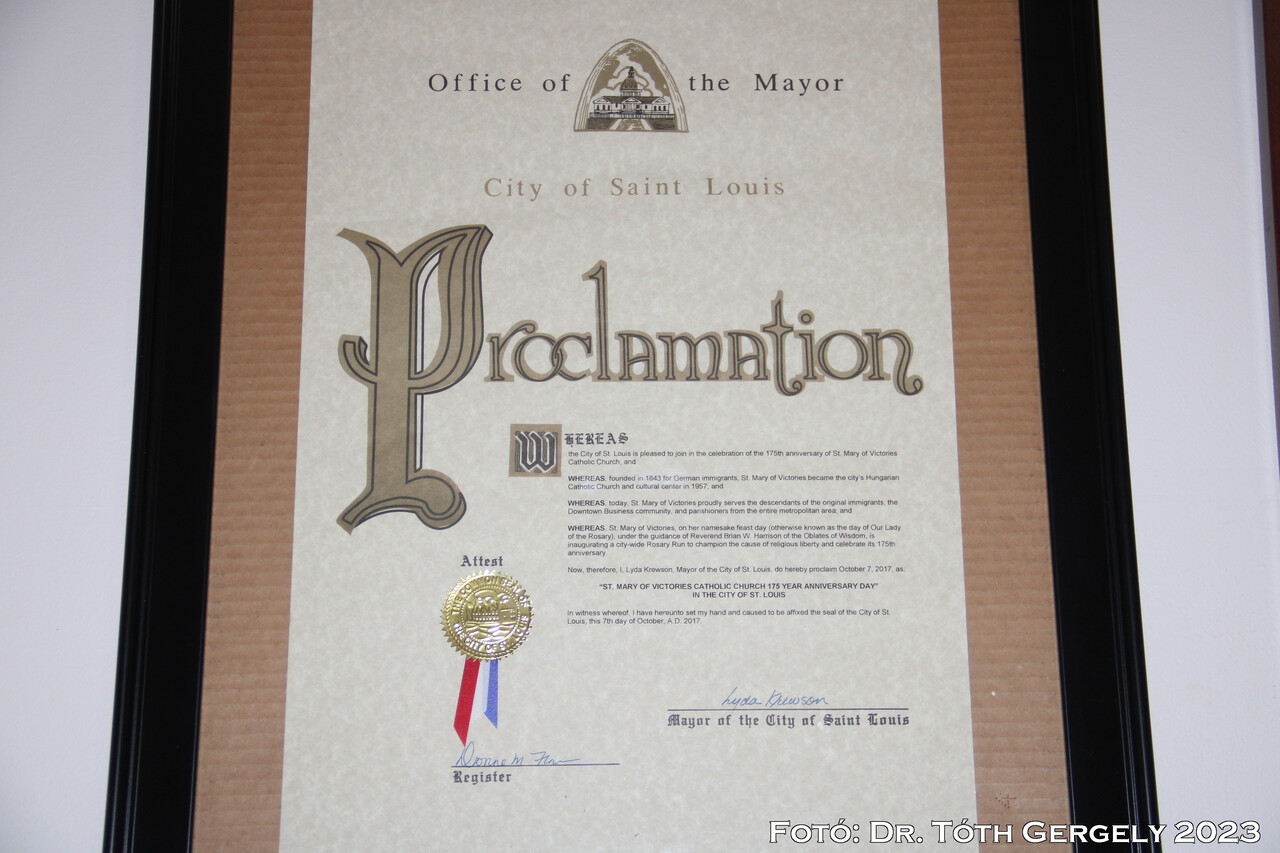 Office of the Mayor
City of Saint Louis
Proclamation
WHEREAS
the City of St. Louis is pleased to join in the celebration of the 175th anniversary of St. Mary of Victories
Catholic Church; and
WHEREAS, founded in 1843 for German immigrants, St. Mary of Victories became the city's Hungarian
Catholic Church and cultural center in 1957; and
WHEREAS, today, St. Mary of Victories proudly serves the descendants of the original immigrants, the
Downtown Business community, and parishioners from the entire metropolitan area; and
WHEREAS, St. Mary of Victories, on her namesake feast day (otherwise known as the day of Our Lady
of the Rosary), under the guidance of Reverend Brian W. Harrison of the Oblates of Wisdom, is
inaugurating a city-wide Rosary Run to champion the cause of religious liberty and celebrate its 175th
anniversary.
Now, therefore, I, Lyda Krewson, Mayor of the City of St. Louis, do hereby proclaim October 7, 2017, as:
"ST. MARY OF VICTORIES CATHOLIC CHURCH 175 YEAR ANNIVERSARY DAY"
IN THE CITY OF ST. LOUIS
In witness whereof, I have hereunto set my hand and caused to be affixed the seal of the City of St.
Louis, this 7th day of October, A.D. 2017.
Attest
THE COMMON SEAL OF THE CITY OF ST. LOUIS
Lyda Krewson
Mayor of the City of Saint Louis
Dionne M
Register
Fotó: Dr. Tóth Gergely 2023